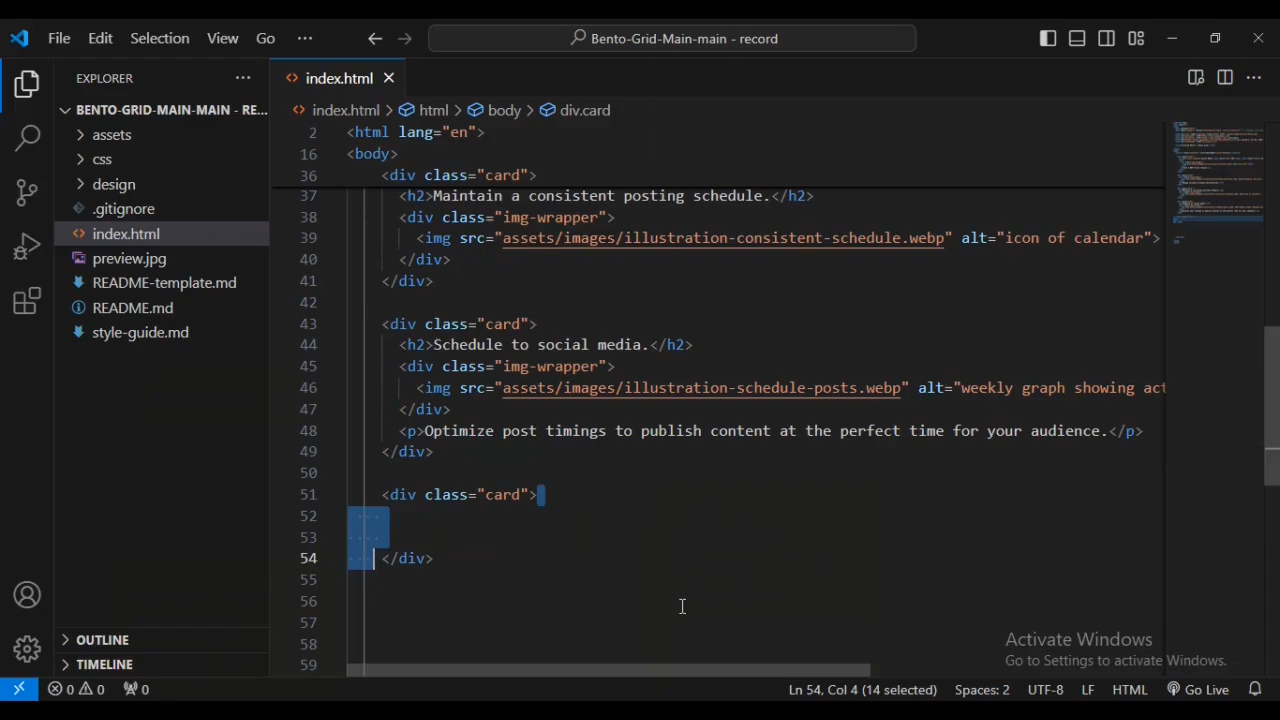 File Edit Selection View Go ··· Bento-Grid-Main-main - record
EXPLORER ···
BENTO-GRID-MAIN-MAIN - RE...
assets
css
design
.gitignore
index.html
preview.jpg
README-template.md
README.md
style-guide.md
OUTLINE
TIMELINE
index.html
index.html > html > body > div.card
2 <html lang="en">
16 <body>
36 <div class="card">
37 <h2>Maintain a consistent posting schedule.</h2>
38 <div class="img-wrapper">
39 <img src="assets/images/illustration-consistent-schedule.webp" alt="icon of calendar">
40 </div>
41 </div>
42
43 <div class="card">
44 <h2>Schedule to social media.</h2>
45 <div class="img-wrapper">
46 <img src="assets/images/illustration-schedule-posts.webp" alt="weekly graph showing act
47 </div>
48 <p>Optimize post timings to publish content at the perfect time for your audience.</p>
49 </div>
50
51 <div class="card">
52
53
54 </div>
55
56
57
58
59
Activate Windows
Go to Settings to activate Windows.
0 0 0 Ln 54, Col 4 (14 selected) Spaces: 2 UTF-8 LF HTML Go Live